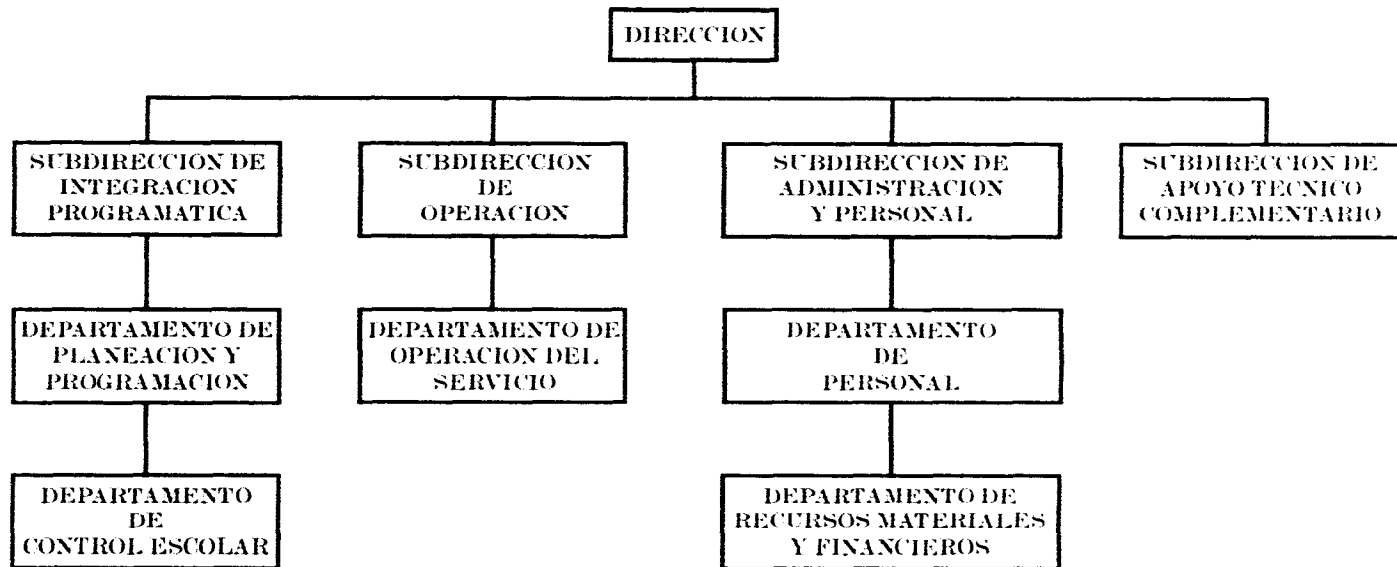 DIRECCION
SUBDIRECCION DE
INTEGRACION
PROGRAMATICA
SUBDIRECCION
DE
OPERACION
SUBDIRECCION DE
ADMINISTRACION
Y PERSONAL
SUBDIRECCION DE
APOYO TECNICO
COMPLEMENTARIO
DEPARTAMENTO DE
PLANEACION Y
PROGRAMACION
DEPARTAMENTO DE
OPERACION DEL
SERVICIO
DEPARTAMENTO
DE
PERSONAL
DEPARTAMENTO
DE
CONTROL ESCOLAR
DEPARTAMENTO DE
RECURSOS MATERIALES
Y FINANCIEROS